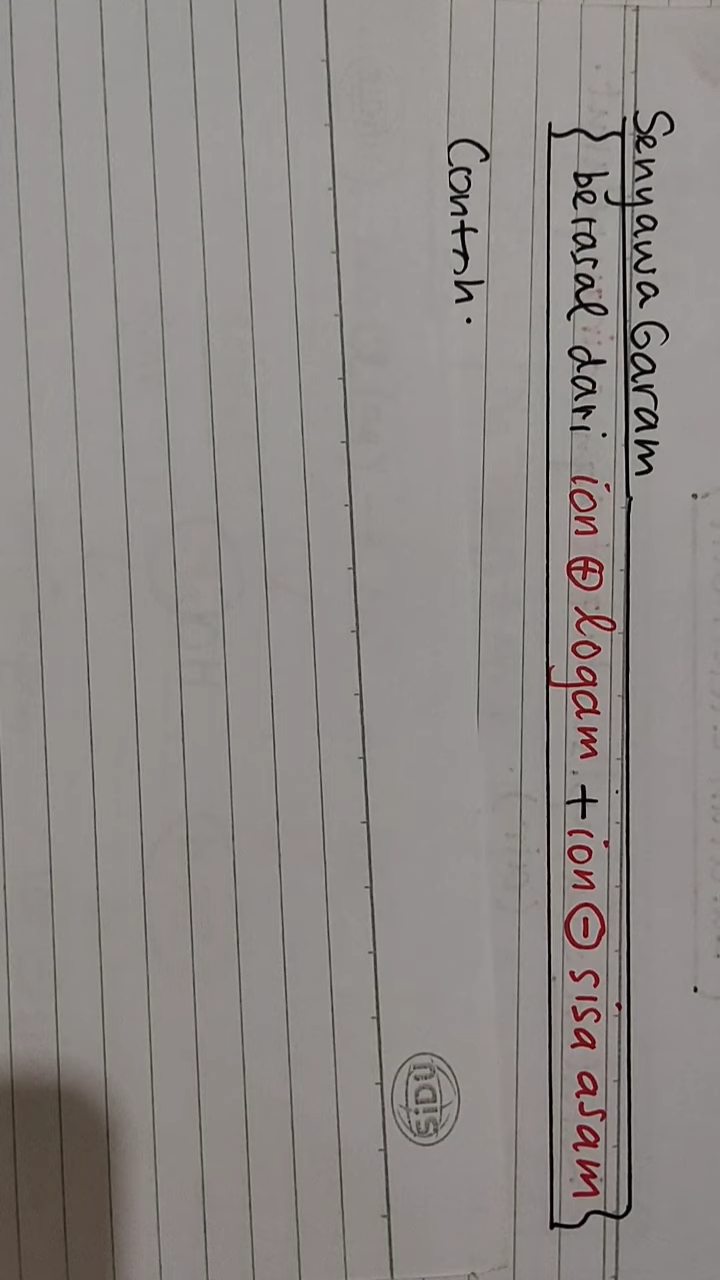 Senyawa Garam
} berasal dari ion ⊕ logam + ion ⊖ sisa asam
Contoh.
SIDU